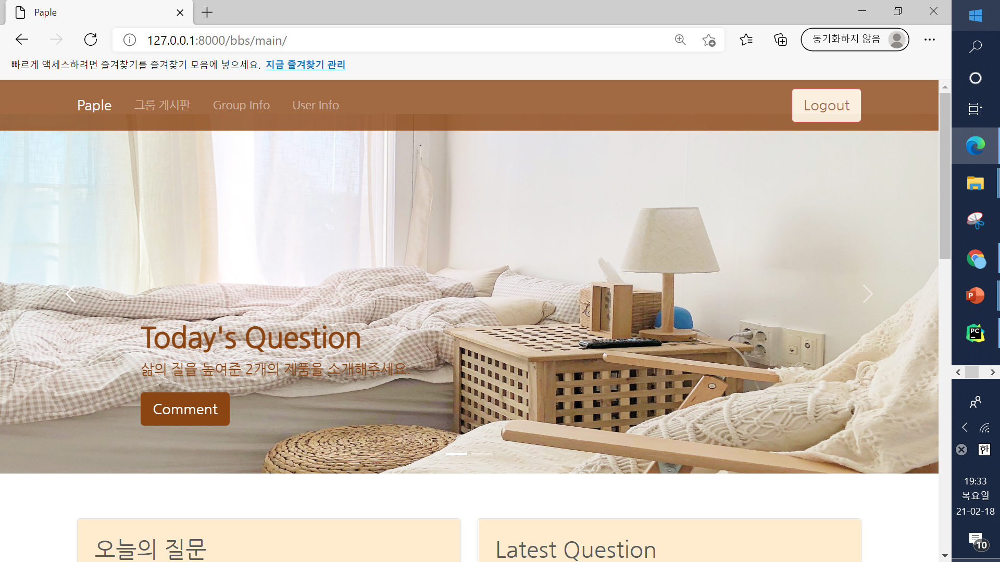 Paple
127.0.0.1:8000/bbs/main/
동기화하지 않음
빠르게 액세스하려면 즐겨찾기를 즐겨찾기 모음에 넣으세요. 지금 즐겨찾기 관리
Paple 그룹 게시판 Group Info User Info Logout
Today's Question
삶의 질을 높여준 2개의 제품을 소개해주세요.
Comment
오늘의 질문
Latest Question
P
PC
한
19:33
목요일
21-02-18
10